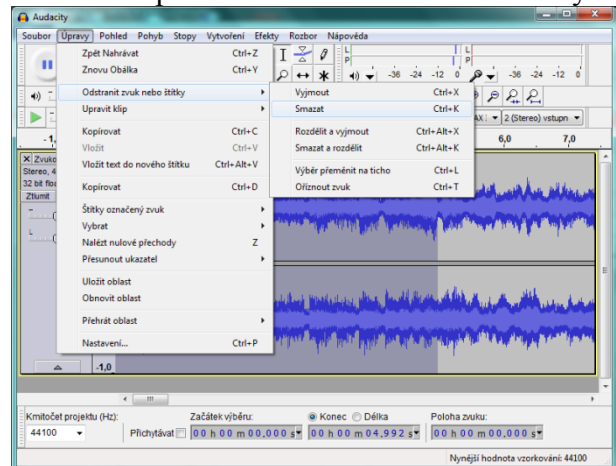 Audacity
Soubor Úpravy Pohled Pohyb Stopy Vytvoření Efekty Rozbor Nápověda
Zpět Nahrávat Ctrl+Z
Znovu Obálka Ctrl+Y
Odstranit zvuk nebo štítky
Upravit klip
Kopírovat Ctrl+C
Vložit Ctrl+V
Vložit text do nového štítku Ctrl+Alt+V
Kopírovat Ctrl+D
Štítky označený zvuk
Vybrat
Nalézt nulové přechody Z
Přesunout ukazatel
Uložit oblast
Obnovit oblast
Přehrát oblast
Nastavení... Ctrl+P
Vyjmout Ctrl+X
Smazat Ctrl+K
Rozdělit a vyjmout Ctrl+Alt+X
Smazat a rozdělit Ctrl+Alt+K
Výběr přeměnit na ticho Ctrl+L
Oříznout zvuk Ctrl+T
L L
P P
-36 -24 -12 0 -36 -24 -12 0
2 (Stereo) vstupn
6,0 7,0
Stereo, 4
32 bit
Ztlumit
-1,0
Kmitočet projektu (Hz): Začátek výběru: Konec Délka Poloha zvuku:
44100 Přichytávat 00 h 00 m 00,000 s 00 h 00 m 04,992 s 00 h 00 m 00,000 s
Nynější hodnota vzorkování: 44100